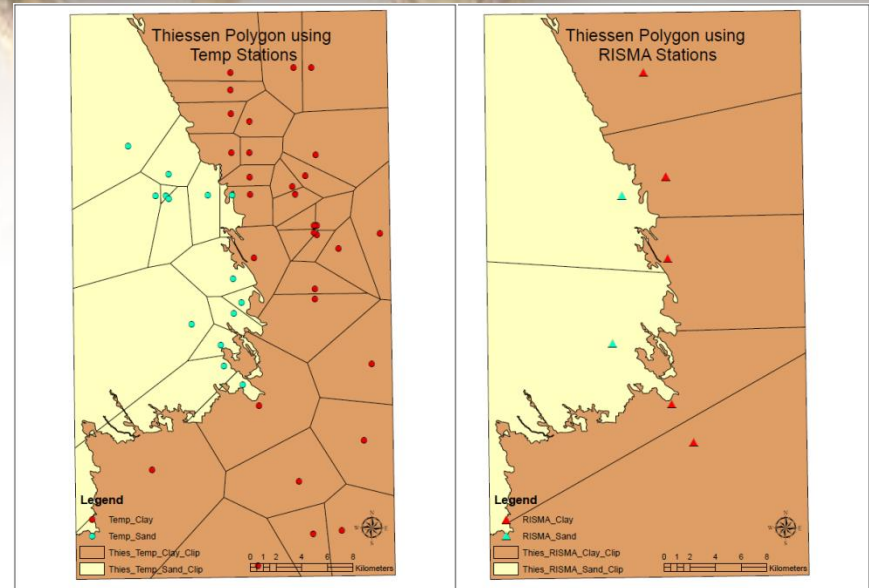 Thiessen Polygon using
Temp Stations
Legend
Temp_Clay
Temp_Sand
Thies_Temp_Clay_Clip
Thies_Temp_Sand_Clip
N
W E
S
0 1 2 4 6 8
Kilometers
Thiessen Polygon using
RISMA Stations
Legend
RISMA_Clay
RISMA_Sand
Thies_RISMA_Clay_Clip
Thies_RISMA_Sand_Clip
N
W E
S
0 1 2 4 6 8
Kilometers